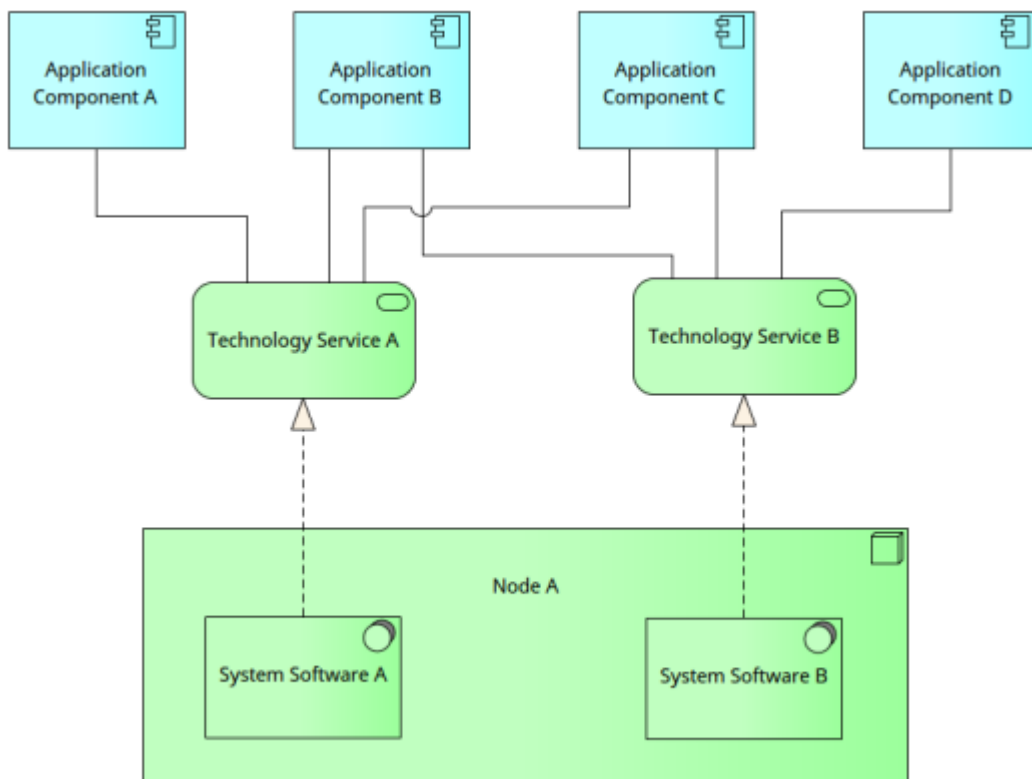 Application
Component A
Application
Component B
Application
Component C
Application
Component D
Technology Service A
Technology Service B
Node A
System Software A
System Software B